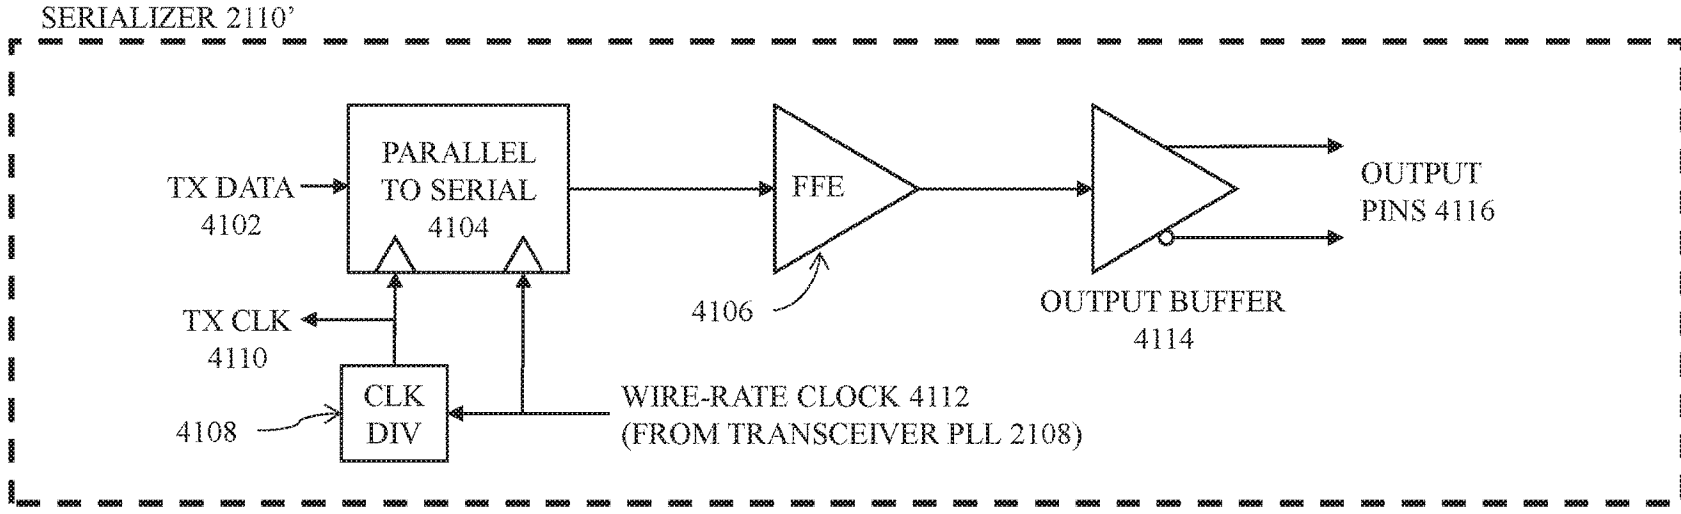 SERIALIZER 2110’
PARALLEL
TO SERIAL
4104
TX DATA
4102
FFE
OUTPUT
PINS 4116
4106
OUTPUT BUFFER
4114
TX CLK
4110
CLK
DIV
4108
WIRE-RATE CLOCK 4112
(FROM TRANSCEIVER PLL 2108)